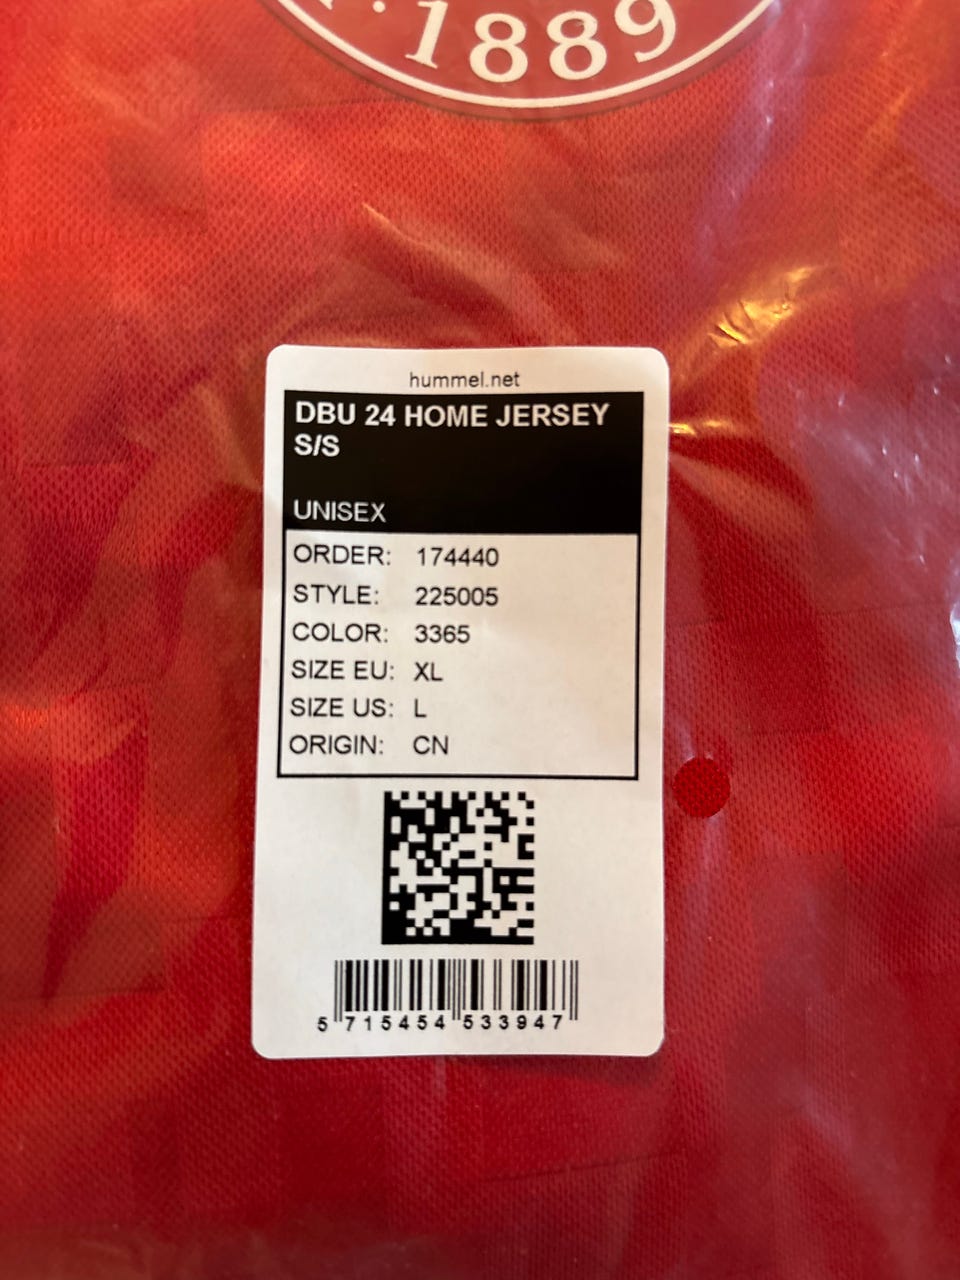 1889
hummel.net
DBU 24 HOME JERSEY
S/S
UNISEX
ORDER: 174440
STYLE: 225005
COLOR: 3365
SIZE EU: XL
SIZE US: L
ORIGIN: CN
5 715454 533947